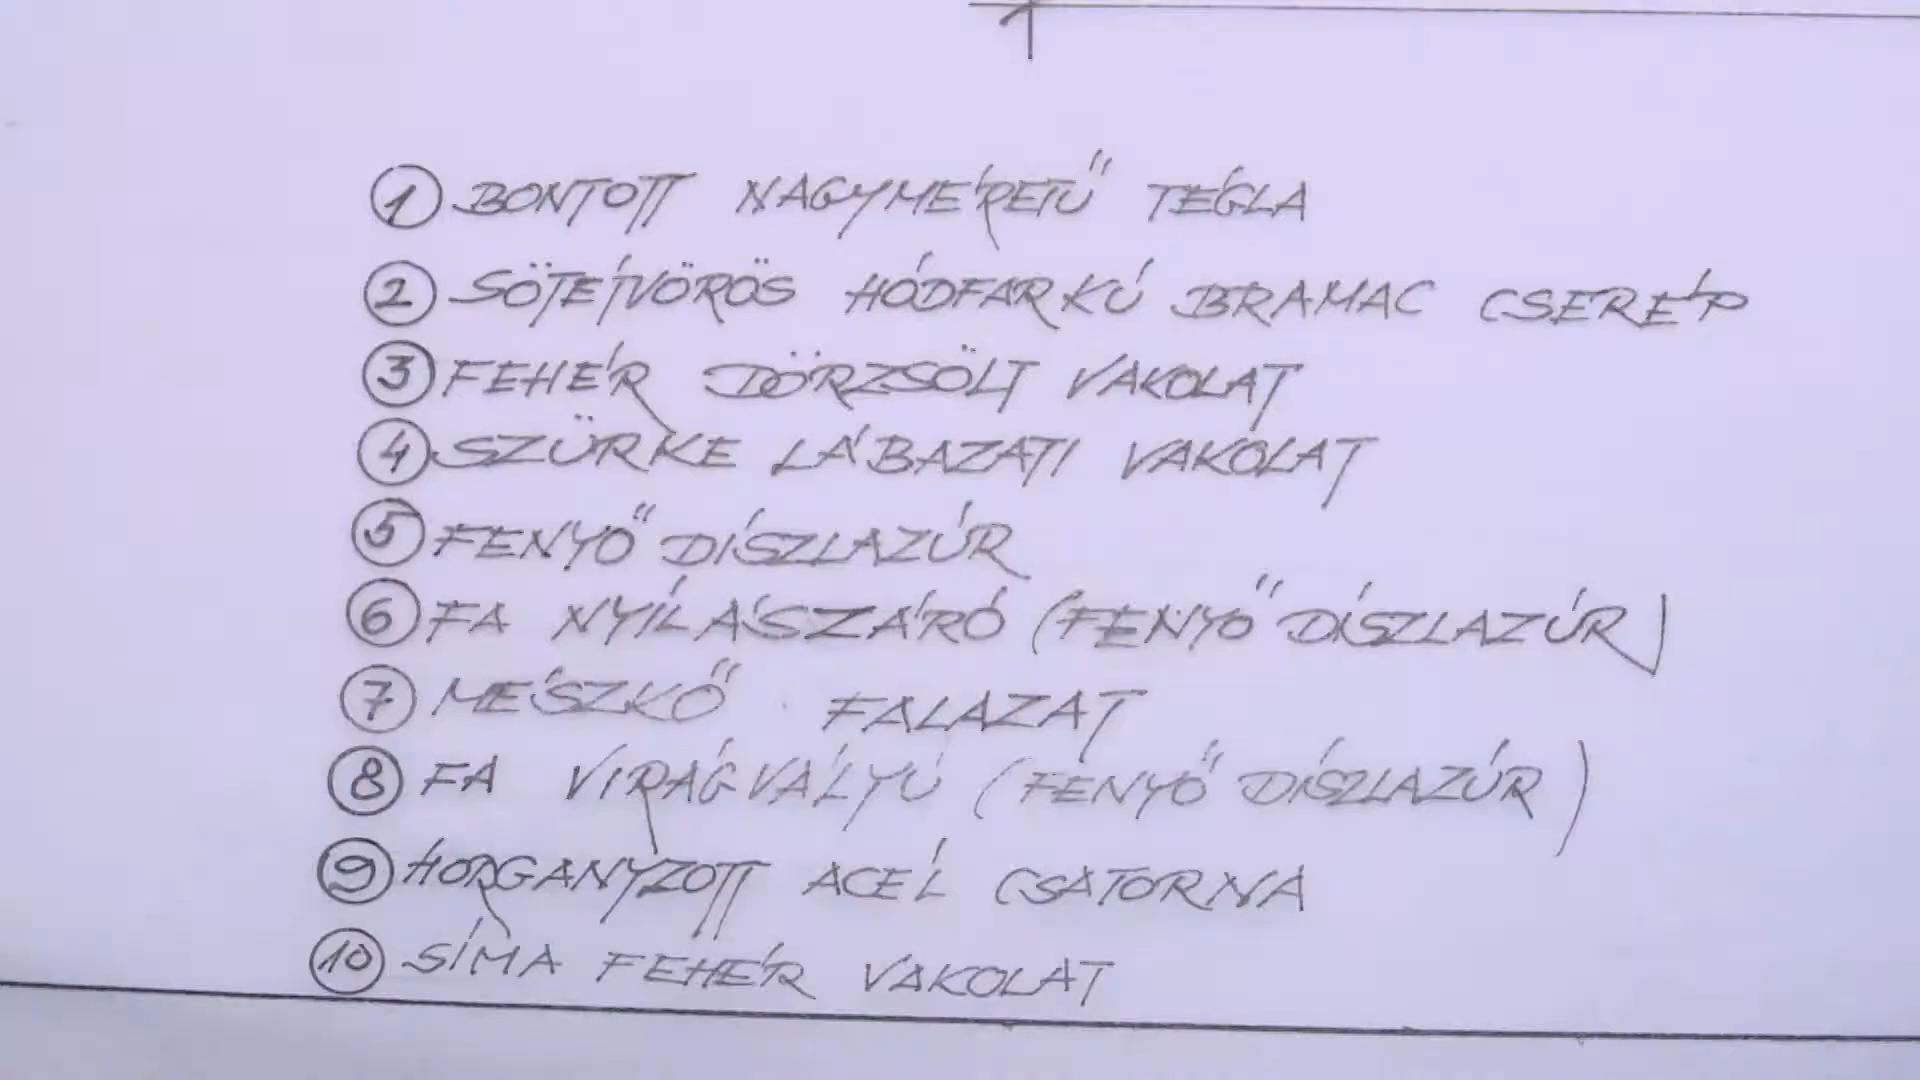 1 BONTOTT NAGYMÉRETŰ TÉGLA
2 SÖTÉTVÖRÖS HÓDFARKÚ BRAMAC CSERÉP
3 FEHÉR DÖRZSÖLT VAKOLAT
4 SZÜRKE LÁBAZATI VAKOLAT
5 FENYŐ DÍSZLAZÚR
6 FA NYÍLÁSZÁRÓ (FENYŐ DÍSZLAZÚR)
7 MÉSZKŐ FALAZAT
8 FA VIRÁGVÁLYÚ (FENYŐ DÍSZLAZÚR)
9 HORGANYZOTT ACÉL CSATORNA
10 SÍMA FEHÉR VAKOLAT